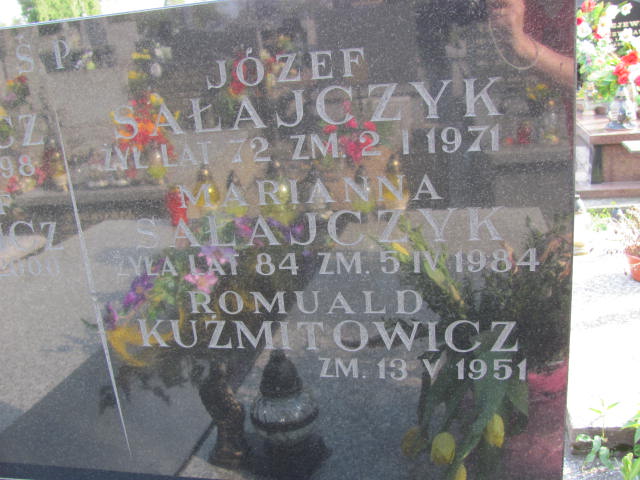 Ś P.
JÓZEF
SAŁAJCZYK
ŻYŁ LAT 72 ZM. 2 I 1971
MARIANNA
SAŁAJCZYK
ŻYŁA LAT 84 ZM. 5 IV 1984
ROMUALD
KUŹMITOWICZ
ZM. 13 V 1951